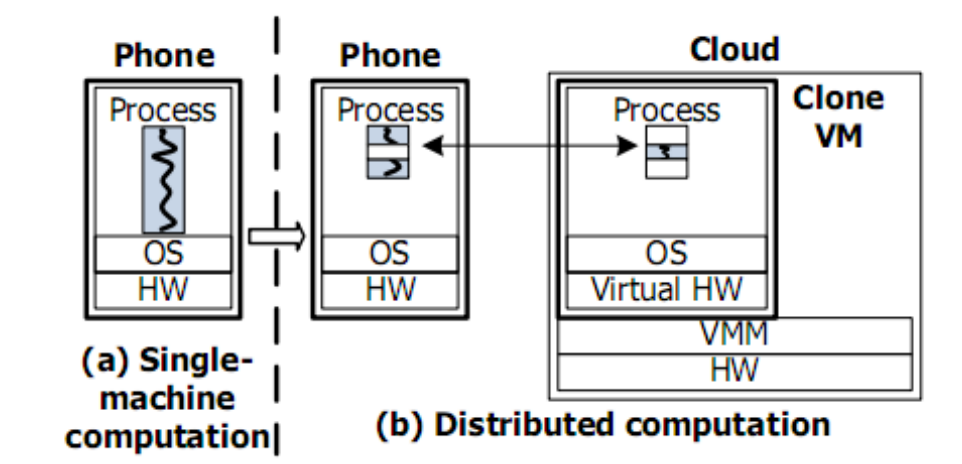 Phone
Process
OS
HW
(a) Single-
machine
computation
Phone
Process
OS
HW
Cloud
Clone
VM
Process
OS
Virtual HW
VMM
HW
(b) Distributed computation